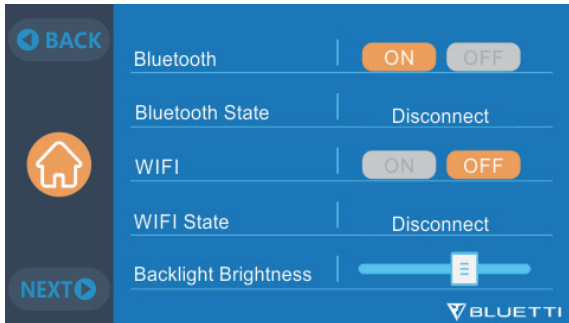 BACK
Bluetooth ON OFF
Bluetooth State Disconnect
WIFI ON OFF
WIFI State Disconnect
Backlight Brightness
NEXT
BLUETTI